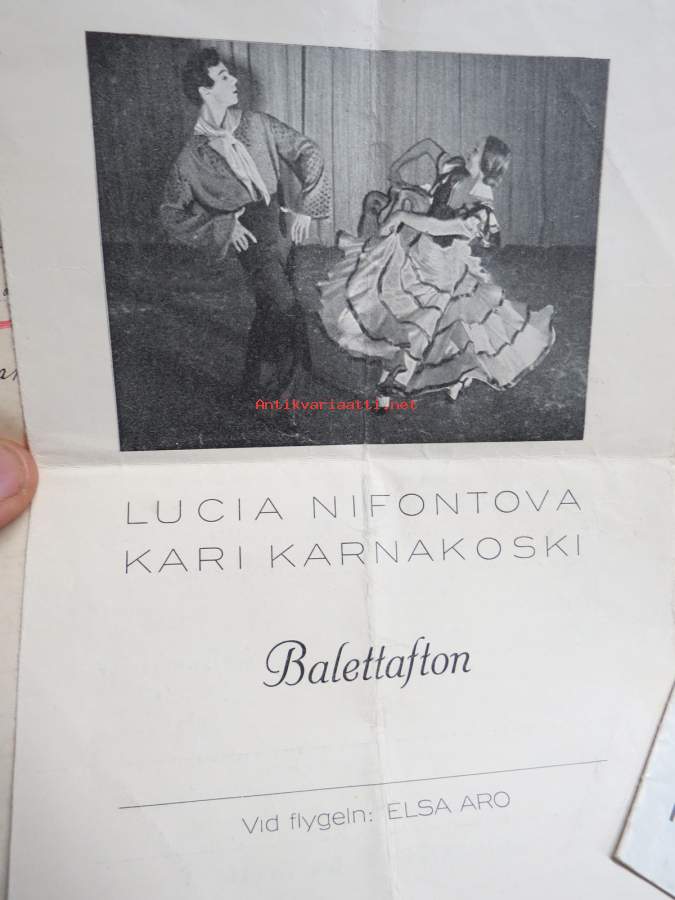 Antikvariaatti.net
LUCIA NIFONTOVA
KARI KARNAKOSKI
Balettafton
Vid flygeln: ELSA ARO